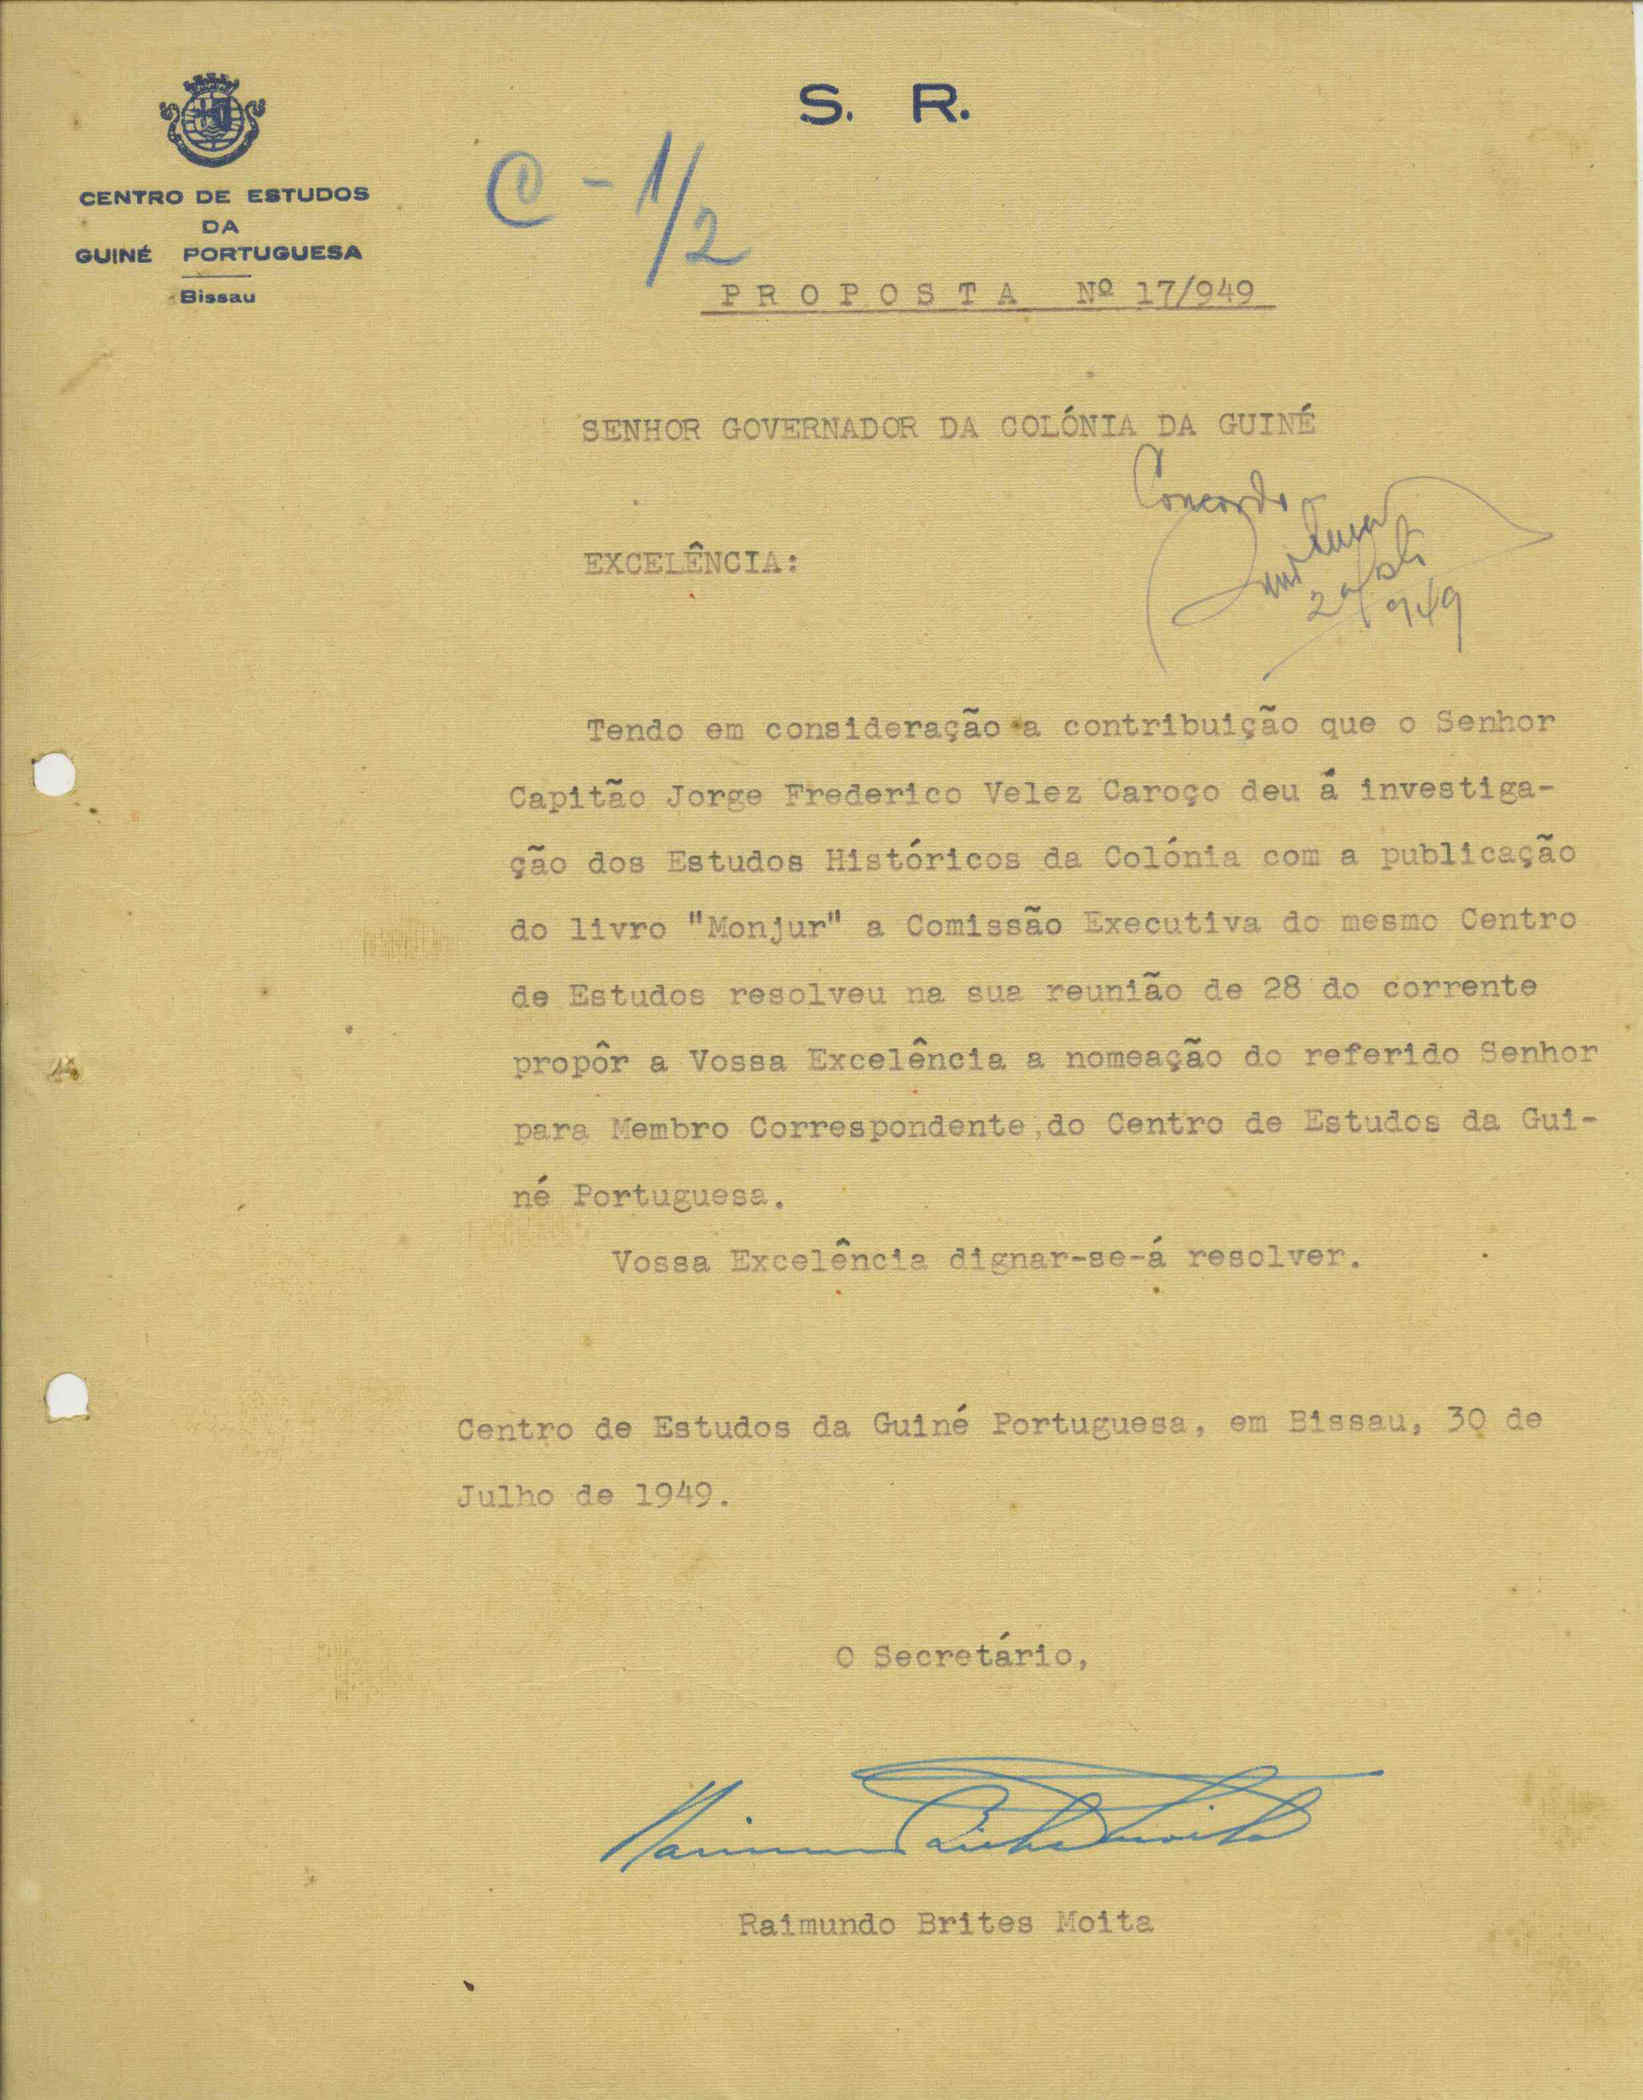 S. R.
CENTRO DE ESTUDOS
DA
GUINÉ PORTUGUESA
Bissau
C - 1/2
PROPOSTA Nº 17/949
SENHOR GOVERNADOR DA COLÓNIA DA GUINÉ
Concordo
949
EXCELÊNCIA:
Tendo em consideração a contribuição que o Senhor
Capitão Jorge Frederico Velez Caroço deu á investiga-
ção dos Estudos Históricos da Colónia com a publicação
do livro "Monjur" a Comissão Executiva do mesmo Centro
de Estudos resolveu na sua reunião de 28 do corrente
propôr a Vossa Excelência a nomeação do referido Senhor
para Membro Correspondente,do Centro de Estudos da Gui-
né Portuguesa.
Vossa Excelência dignar-se-á resolver.
Centro de Estudos da Guiné Portuguesa, em Bissau, 30 de
Julho de 1949.
O Secretário,
Raimundo Brites Moita